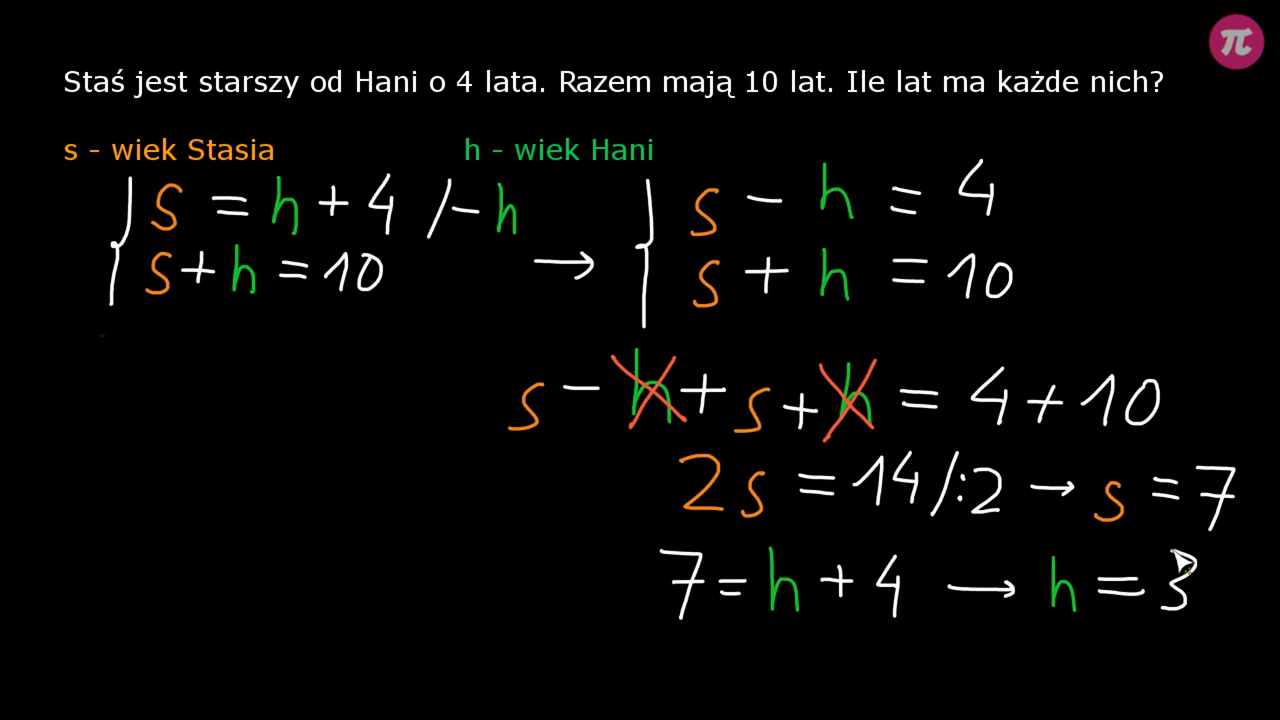 π
Staś jest starszy od Hani o 4 lata. Razem mają 10 lat. Ile lat ma każde nich?
s - wiek Stasia h - wiek Hani
s = h + 4 /- h → s - h = 4
s + h = 10 s + h = 10
s - h + s + h = 4 + 10
2s = 14 /:2 → s = 7
7 = h + 4 → h = 3